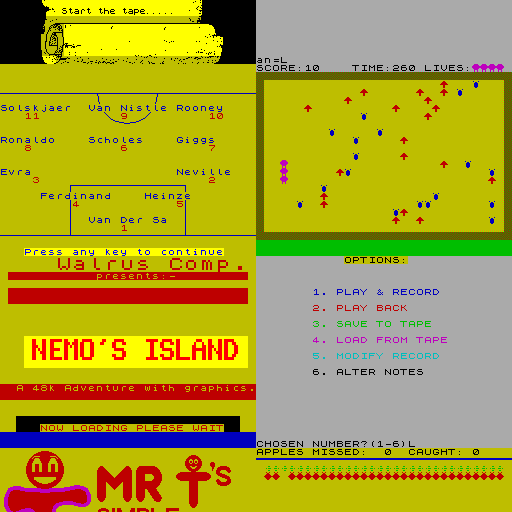 Start the tape.....
Solskjaer Van Nistle Rooney
11 9 10
Ronaldo Scholes Giggs
8 6 7
Evra Neville
3 2
Ferdinand Heinze
4 5
Van Der Sa
1
Press any key to continue
Walrus Comp.
presents:-
NEMO'S ISLAND
A 48k Adventure with graphics.
NOW LOADING PLEASE WAIT
MR T'S
SIMPLE
an=L
SCORE:10 TIME:260 LIVES:
OPTIONS:
1. PLAY & RECORD
2. PLAY BACK
3. SAVE TO TAPE
4. LOAD FROM TAPE
5. MODIFY RECORD
6. ALTER NOTES
CHOSEN NUMBER?(1-6)L
APPLES MISSED: 0 CAUGHT: 0